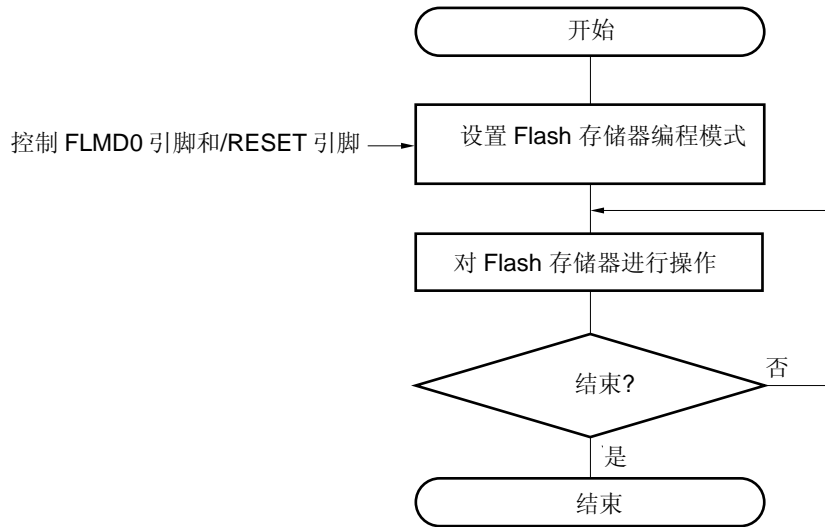 开始
设置 Flash 存储器编程模式
控制 FLMD0 引脚和/RESET 引脚
对 Flash 存储器进行操作
结束?
否
是
结束